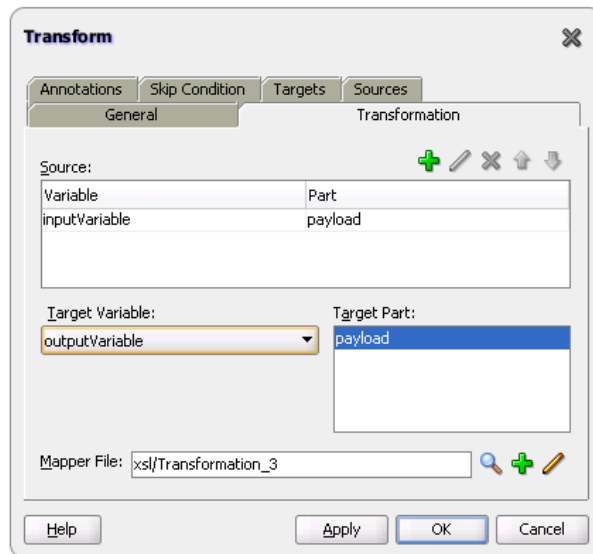 Transform
Annotations Skip Condition Targets Sources
General Transformation
Source:
Variable Part
inputVariable payload
Target Variable: Target Part:
outputVariable payload
Mapper File: xsl/Transformation_3
Help Apply OK Cancel